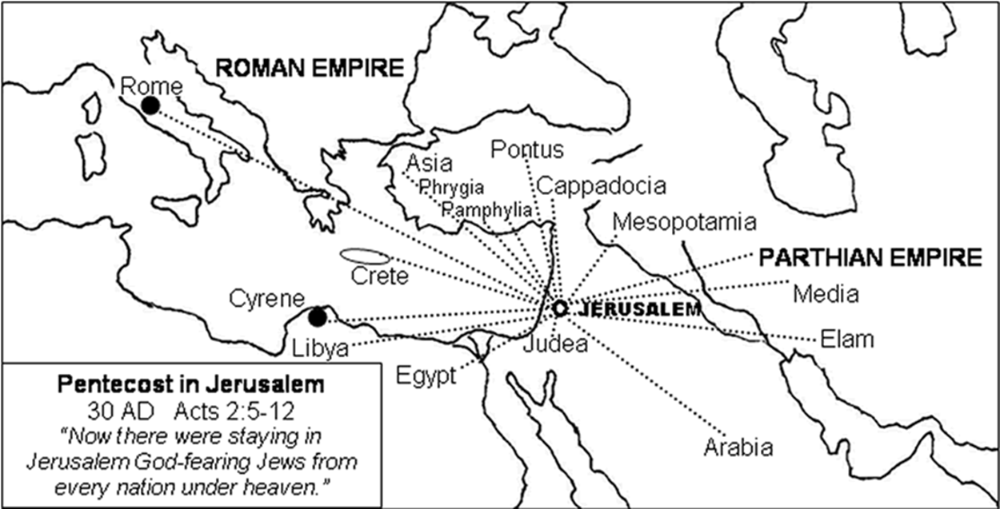 Rome
ROMAN EMPIRE
Pontus
Asia
Cappadocia
Phrygia
Pamphylia
Mesopotamia
PARTHIAN EMPIRE
Crete
Media
Cyrene
JERUSALEM
Libya
Judea
Elam
Egypt
Arabia
Pentecost in Jerusalem
30 AD Acts 2:5-12
“Now there were staying in
Jerusalem God-fearing Jews from
every nation under heaven.”